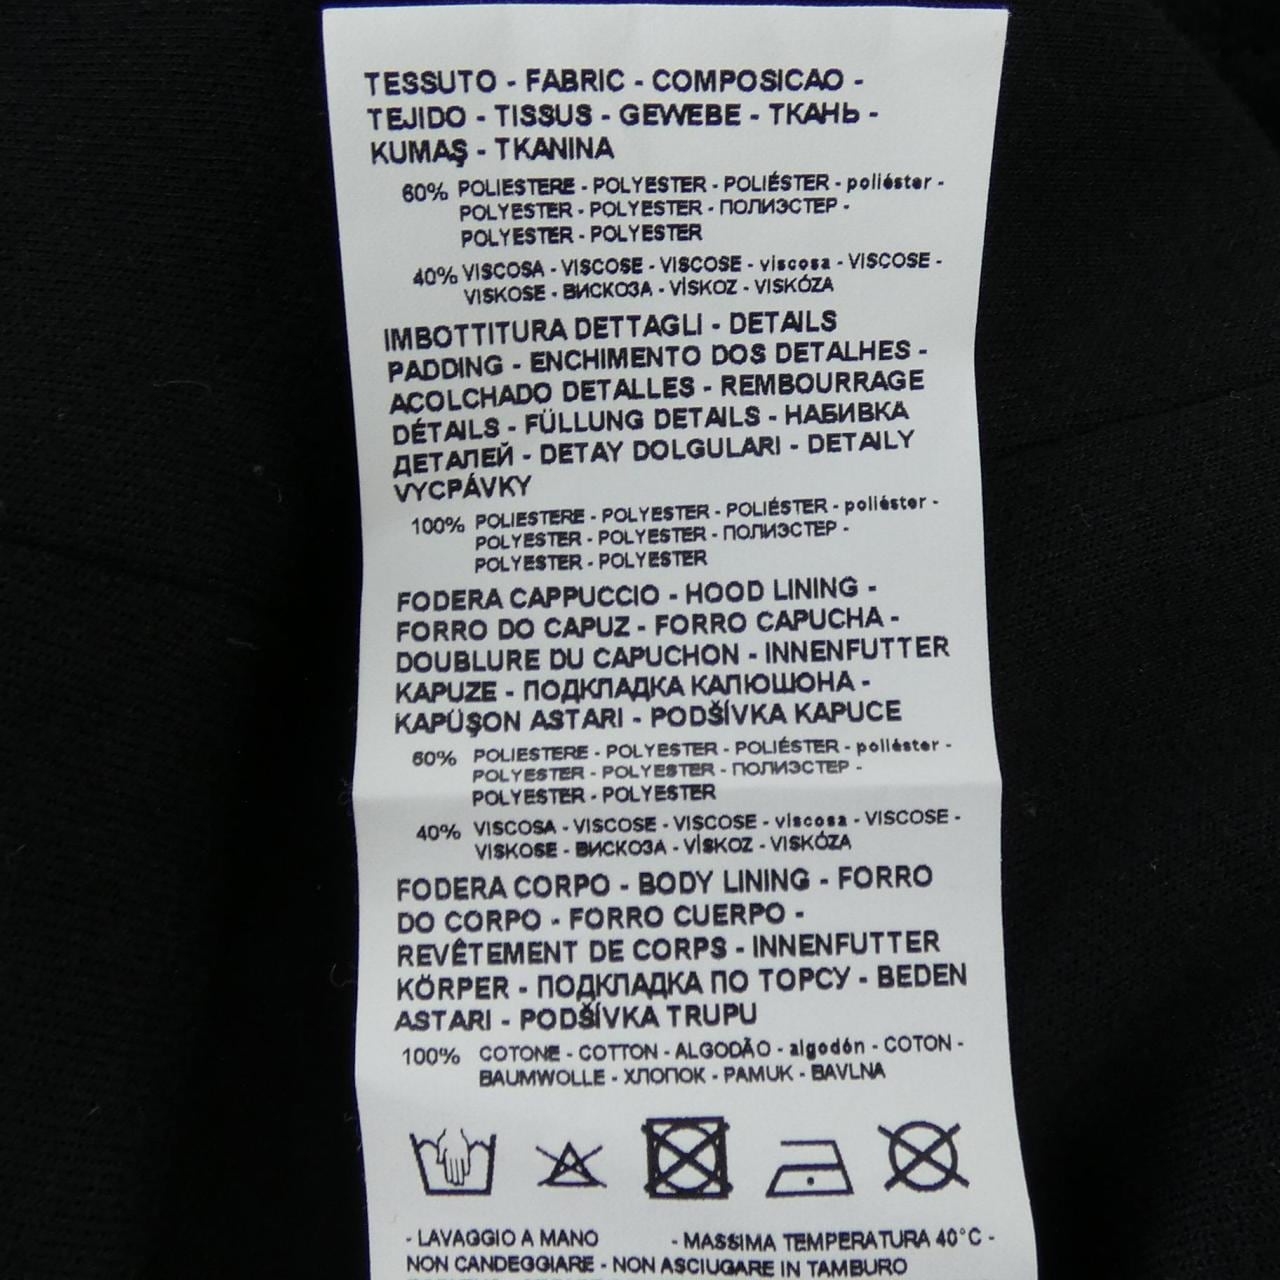 TESSUTO - FABRIC - COMPOSICAO -
TEJIDO - TISSUS - GEWEBE - ТКАНЬ -
KUMAŞ - TKANINA
60% POLIESTERE - POLYESTER - POLIÉSTER - poliéster -
POLYESTER - POLYESTER - ПОЛИЭСТЕР -
POLYESTER - POLYESTER
40% VISCOSA - VISCOSE - VISCOSE - viscosa - VISCOSE -
VISKOSE - ВИСКОЗА - VİSKOZ - VISKÓZA
IMBOTTITURA DETTAGLI - DETAILS
PADDING - ENCHIMENTO DOS DETALHES -
ACOLCHADO DETALLES - REMBOURRAGE
DÉTAILS - FÜLLUNG DETAILS - НАБИВКА
ДЕТАЛЕЙ - DETAY DOLGULARI - DETAILY
VYCPÁVKY
100% POLIESTERE - POLYESTER - POLIÉSTER - poliéster -
POLYESTER - POLYESTER - ПОЛИЭСТЕР -
POLYESTER - POLYESTER
FODERA CAPPUCCIO - HOOD LINING -
FORRO DO CAPUZ - FORRO CAPUCHA -
DOUBLURE DU CAPUCHON - INNENFUTTER
KAPUZE - ПОДКЛАДКА КАПЮШОНА -
KAPÜŞON ASTARI - PODŠÍVKA KAPUCE
60% POLIESTERE - POLYESTER - POLIÉSTER - poliéster -
POLYESTER - POLYESTER - ПОЛИЭСТЕР -
POLYESTER - POLYESTER
40% VISCOSA - VISCOSE - VISCOSE - viscosa - VISCOSE -
VISKOSE - ВИСКОЗА - VİSKOZ - VISKÓZA
FODERA CORPO - BODY LINING - FORRO
DO CORPO - FORRO CUERPO -
REVÊTEMENT DE CORPS - INNENFUTTER
KÖRPER - ПОДКЛАДКА ПО ТОРСУ - BEDEN
ASTARI - PODŠÍVKA TRUPU
100% COTONE - COTTON - ALGODÃO - algodón - COTON -
BAUMWOLLE - ХЛОПОК - PAMUK - BAVLNA
- LAVAGGIO A MANO - MASSIMA TEMPERATURA 40°C -
NON CANDEGGIARE - NON ASCIUGARE IN TAMBURO